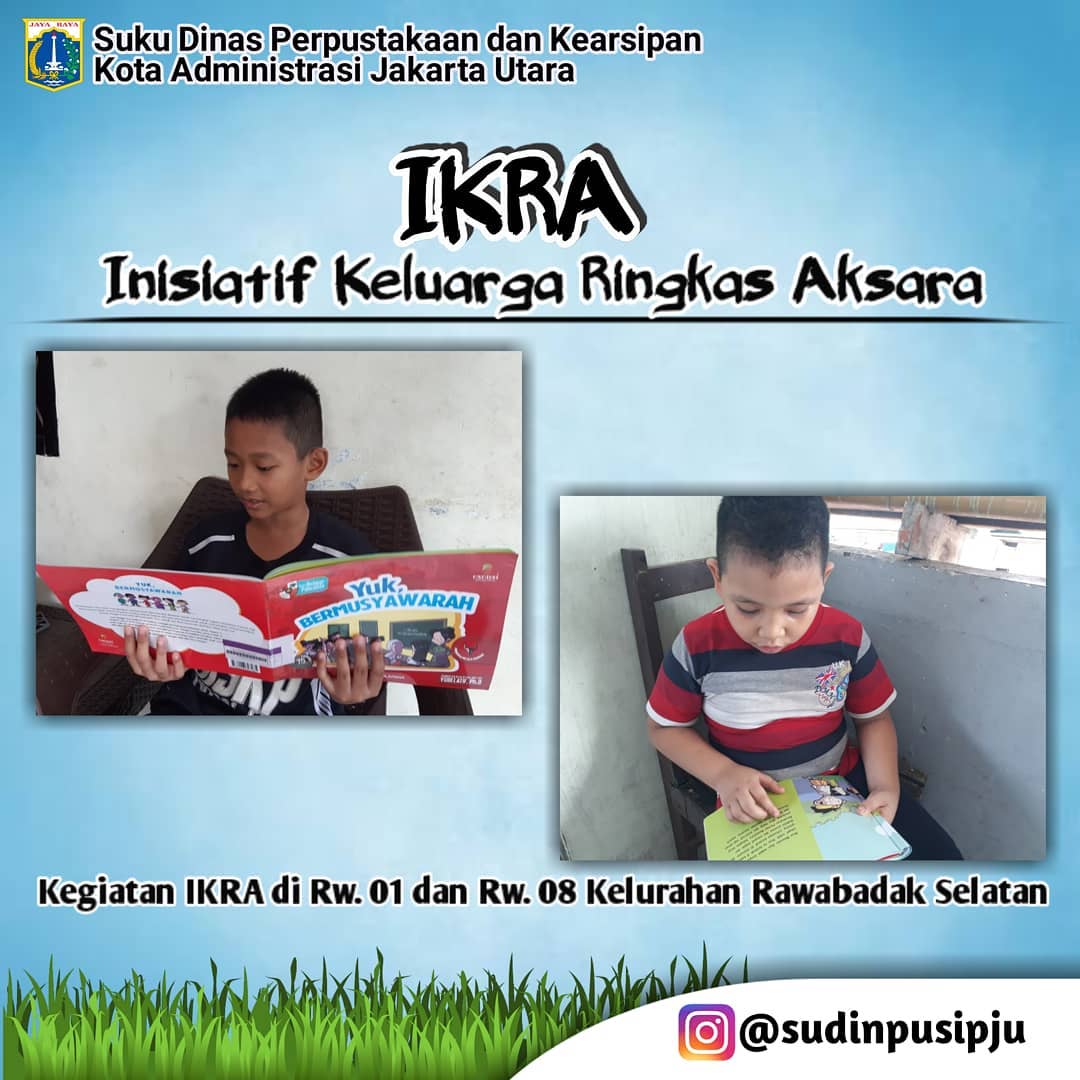 JAYA RAYA
Suku Dinas Perpustakaan dan Kearsipan
Kota Administrasi Jakarta Utara
IKRA
Inisiatif Keluarga Ringkas Aksara
YUK,
BERMUSYAWARAH
Yuk,
BERMUSYAWARAH
Kegiatan IKRA di Rw. 01 dan Rw. 08 Kelurahan Rawabadak Selatan
@sudinpusipju